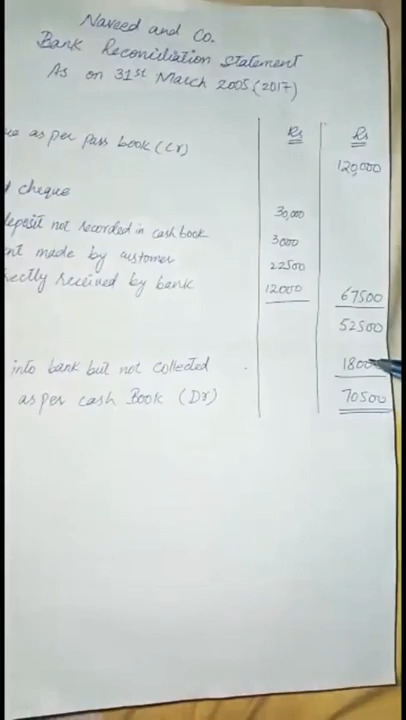 Naveed and Co.
Bank Reconciliation Statement
As on 31st March 2005 (2017)
Rs Rs
as per Pass book (Cr) 120,000
cheque 30,000
deposit not recorded in cash book 3000
made by customer 22500
directly received by bank 12000 67500
52500
into bank but not collected 18000
as per cash Book (Dr) 70500